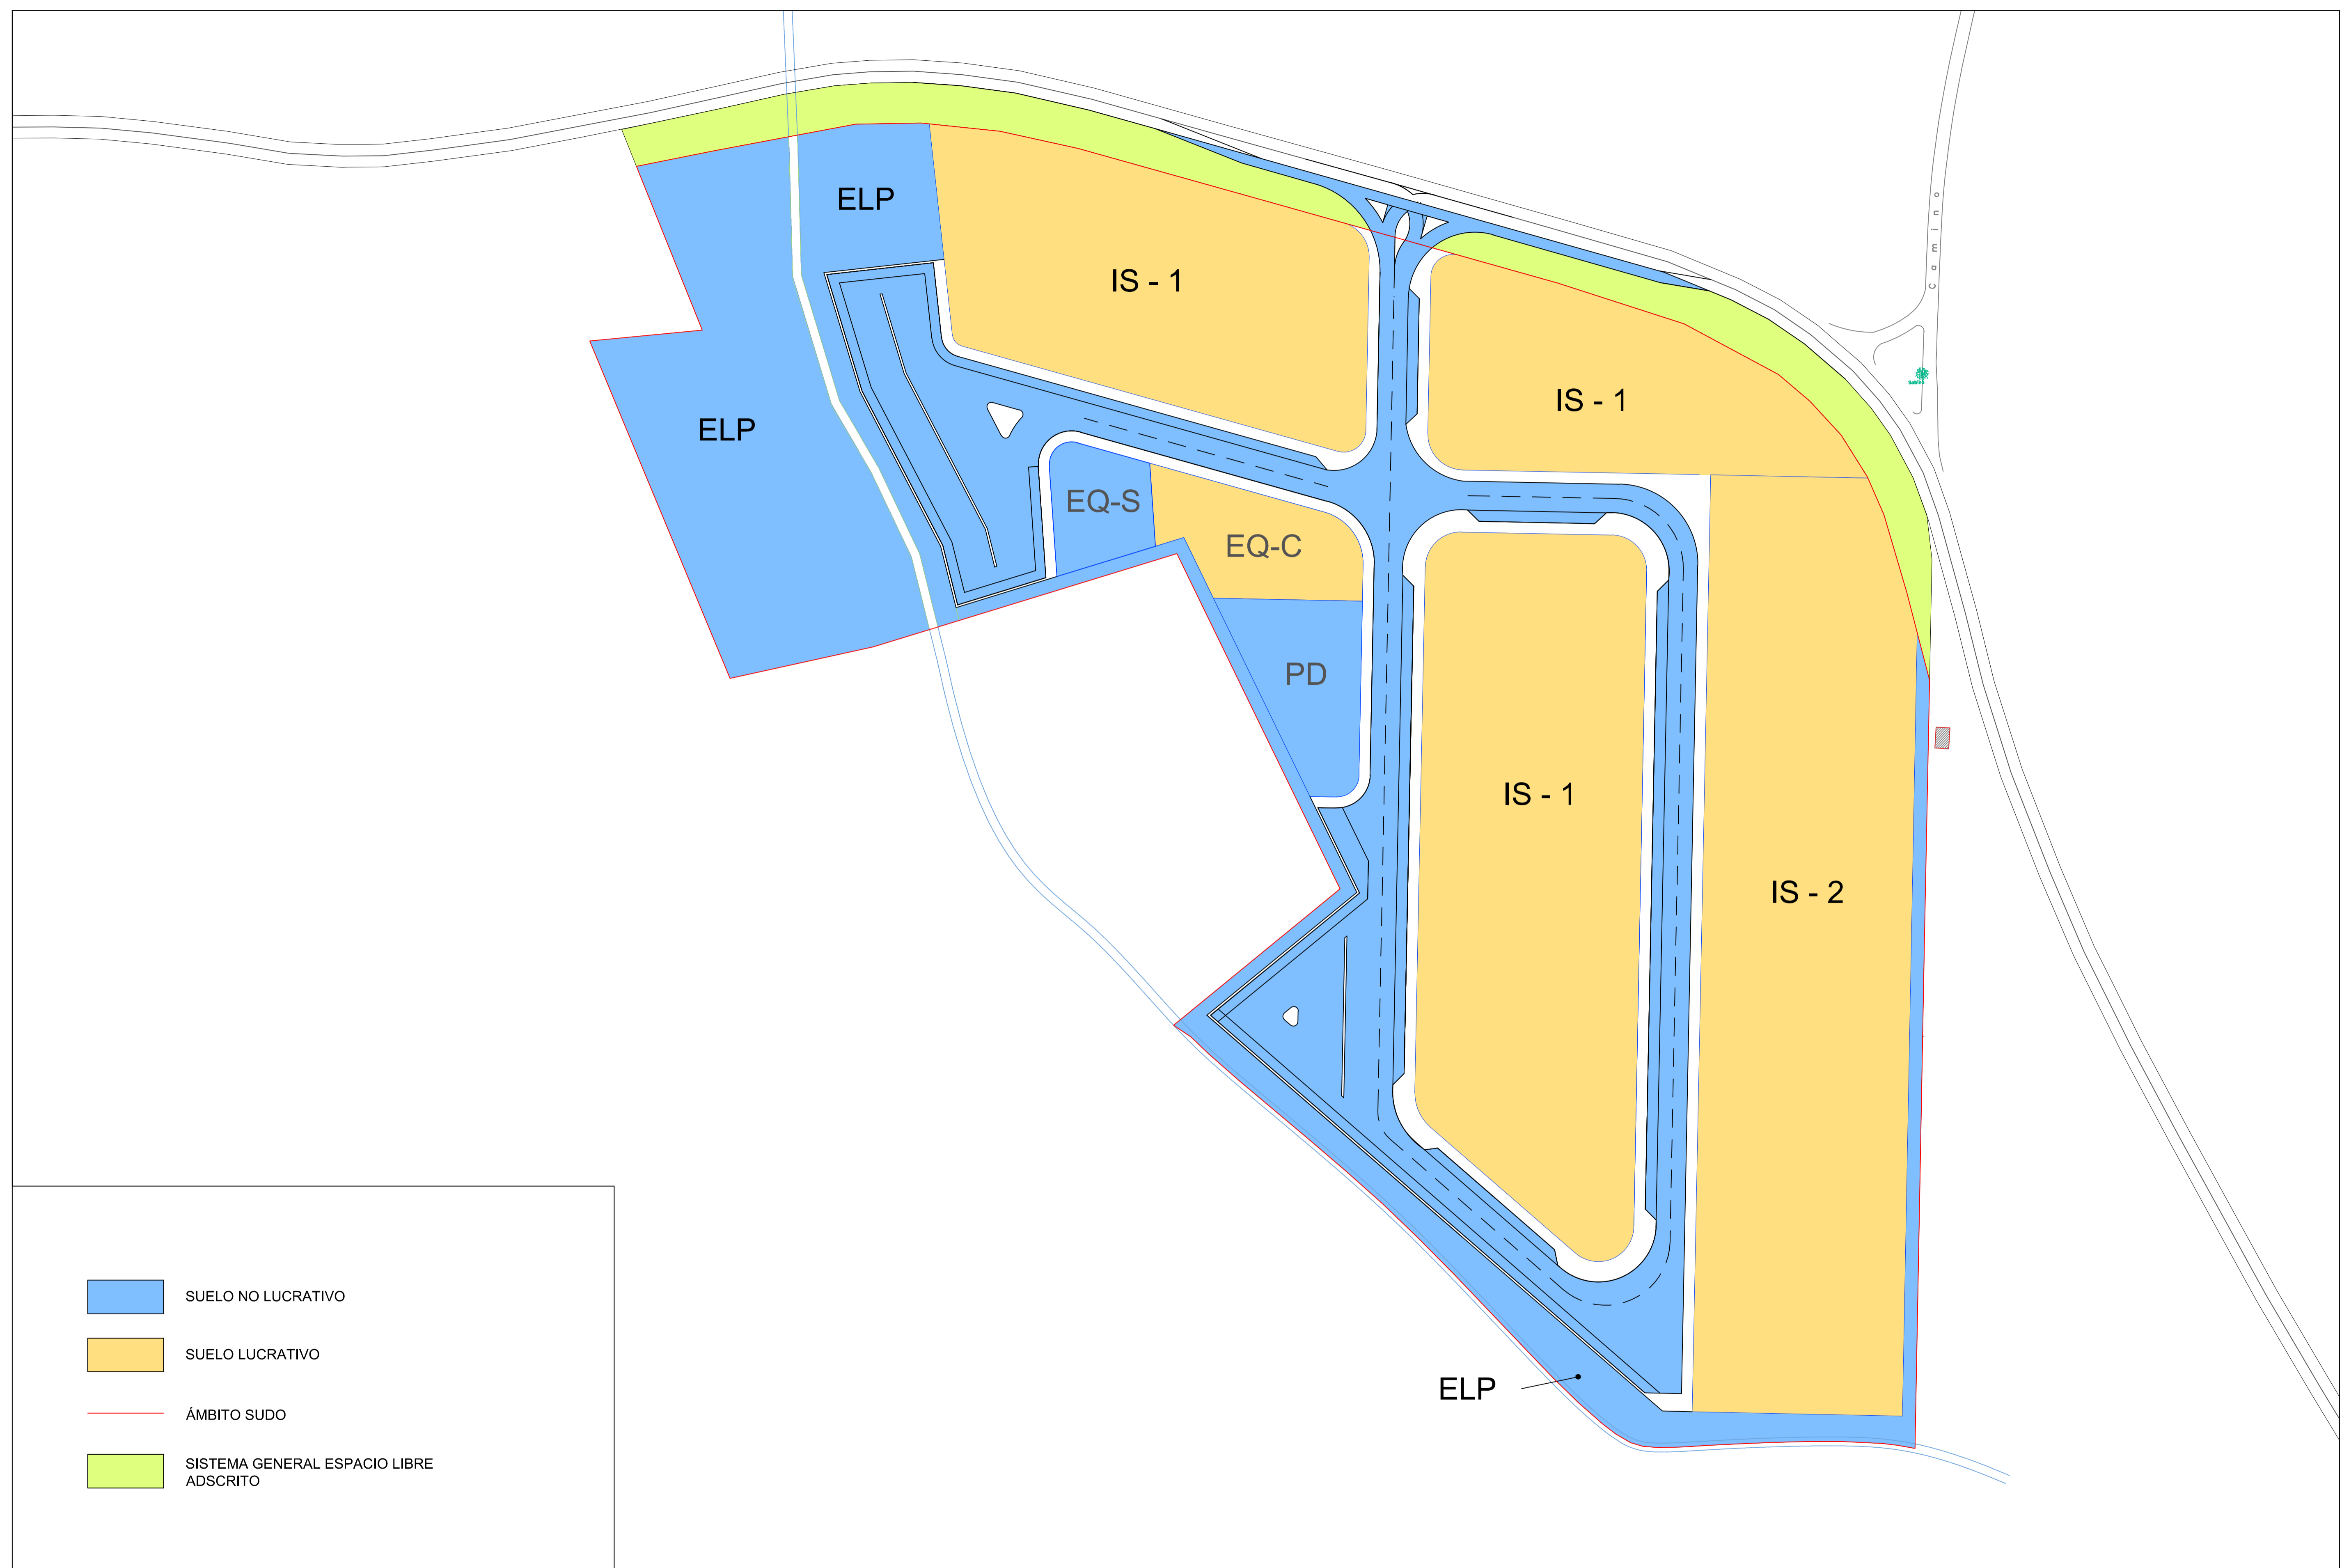 Camino
ELP
IS - 1
Sabina
IS - 1
ELP
EQ-S
EQ-C
PD
IS - 1
IS - 2
ELP
SUELO NO LUCRATIVO
SUELO LUCRATIVO
ÁMBITO SUDO
SISTEMA GENERAL ESPACIO LIBRE
ADSCRITO